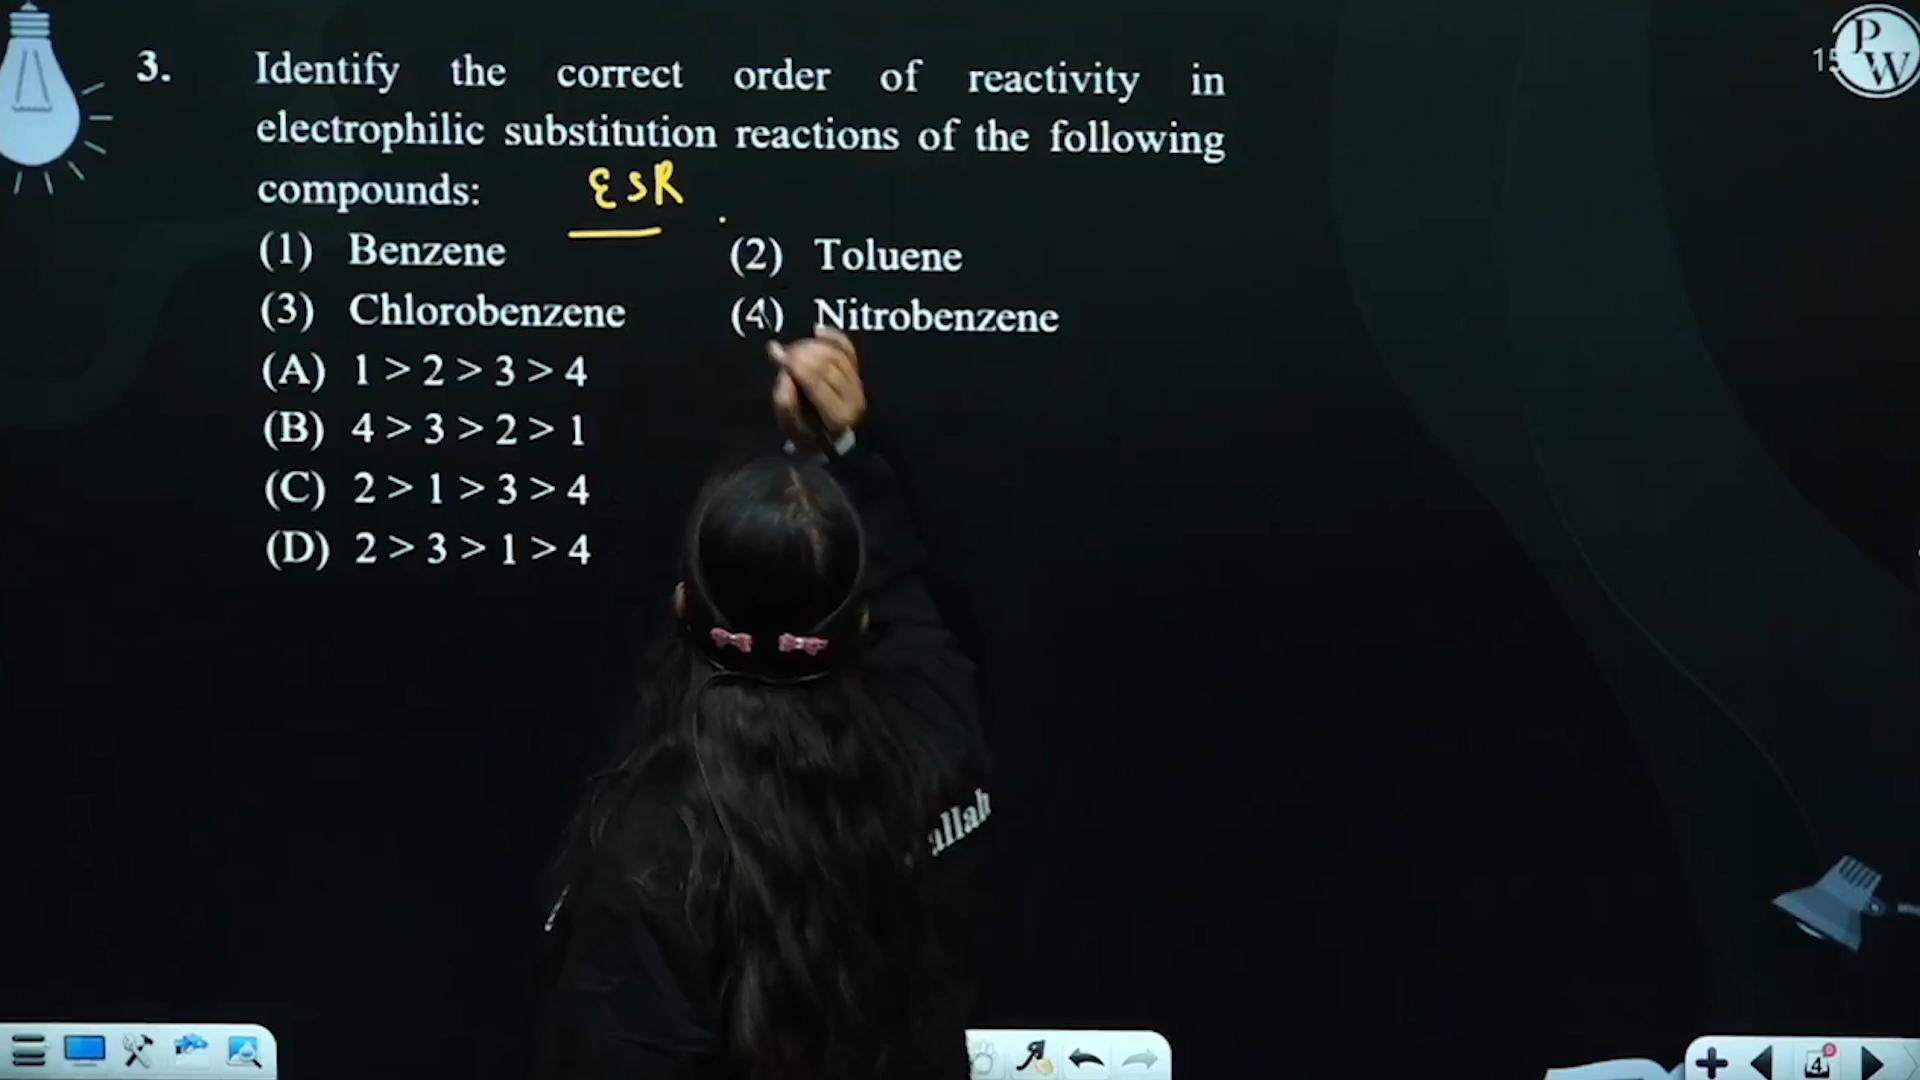 3. Identify the correct order of reactivity in
electrophilic substitution reactions of the following
compounds: ESR
(1) Benzene (2) Toluene
(3) Chlorobenzene (4) Nitrobenzene
(A) 1 > 2 > 3 > 4
(B) 4 > 3 > 2 > 1
(C) 2 > 1 > 3 > 4
(D) 2 > 3 > 1 > 4
PW
allah
4